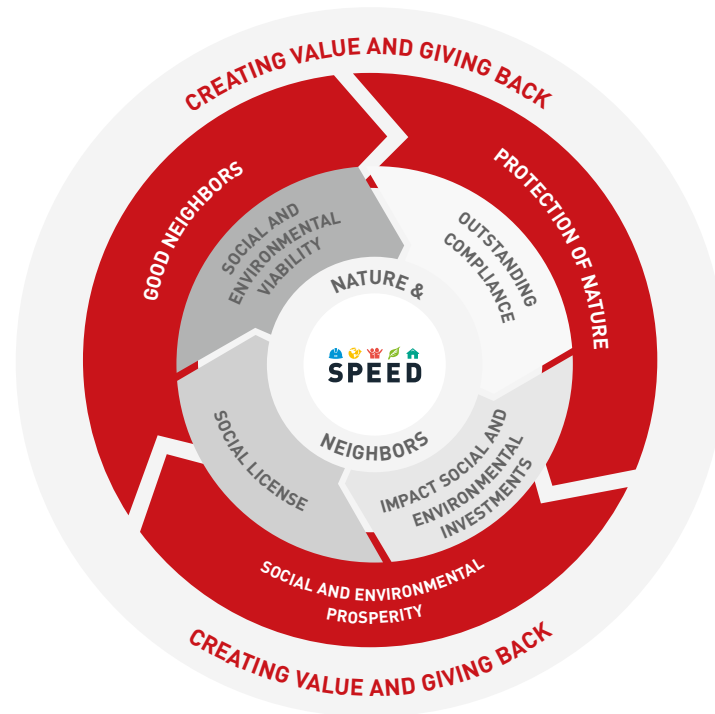 CREATING VALUE AND GIVING BACK
GOOD NEIGHBORS
PROTECTION OF NATURE
SOCIAL AND
ENVIRONMENTAL
VIABILITY
OUTSTANDING
COMPLIANCE
NATURE &
SPEED
NEIGHBORS
SOCIAL LICENSE
IMPACT SOCIAL AND
ENVIRONMENTAL
INVESTMENTS
SOCIAL AND ENVIRONMENTAL
PROSPERITY
CREATING VALUE AND GIVING BACK